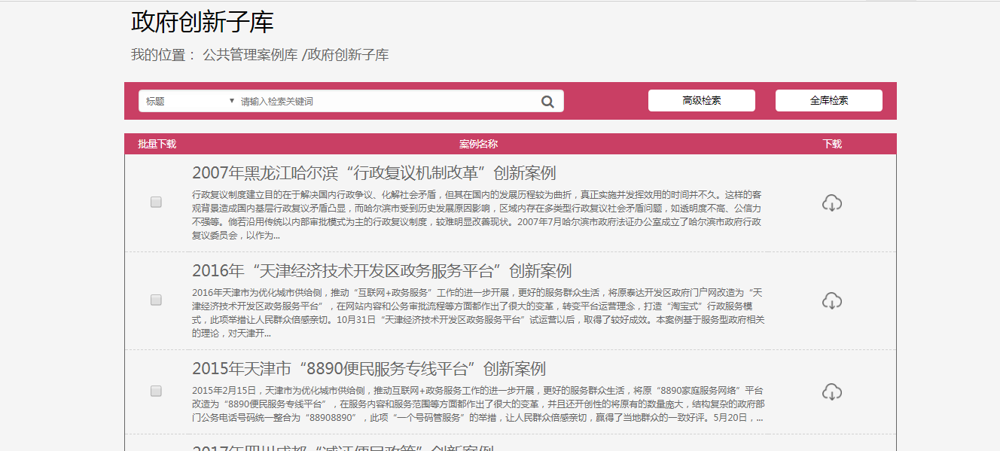 政府创新子库
我的位置： 公共管理案例库 /政府创新子库
标题 请输入检索关键词 高级检索 全库检索
批量下载 案例名称 下载
2007年黑龙江哈尔滨“行政复议机制改革”创新案例
行政复议制度建立目的在于解决国内行政争议、化解社会矛盾，但其在国内的发展历程较为曲折，真正实施并发挥效用的时间并不久。这样的客
观背景造成国内基层行政复议矛盾凸显，而哈尔滨市受到历史发展原因影响，区域内存在多类型行政复议社会矛盾问题，如透明度不高、公信力
不强等。倘若沿用传统以内部审批模式为主的行政复议制度，较难明显改善现状。2007年7月哈尔滨市政府法证办公室成立了哈尔滨市政府行政
复议委员会，以作为...
2016年“天津经济技术开发区政务服务平台”创新案例
2016年天津市为优化城市供给侧，推动“互联网+政务服务”工作的进一步开展，更好的服务群众生活，将原泰达开发区政府门户网改造为“天
津经济技术开发区政务服务平台”，在网站内容和公务审批流程等方面都作出了很大的变革，转变平台运营理念，打造“淘宝式”行政服务模
式，此项举措让人民群众倍感亲切。10月31日“天津经济技术开发区政务服务平台”试运营以后，取得了较好成效。本案例基于服务型政府相关
的理论，对天津开...
2015年天津市“8890便民服务专线平台”创新案例
2015年2月15日，天津市为优化城市供给侧，推动互联网+政务服务工作的进一步开展，更好的服务群众生活，将原“8890家庭服务网络”平台
改造为“8890便民服务专线平台”，在服务内容和服务范围等方面都作出了很大的变革，并且还开创性的将原有的数量庞大，结构复杂的政府部
门公务电话号码统一整合为“88908890”，此项“一个号码管服务”的举措，让人民群众倍感亲切，赢得了当地群众的一致好评。5月20日，...
2017年四川成都“减证便民政策”创新案例